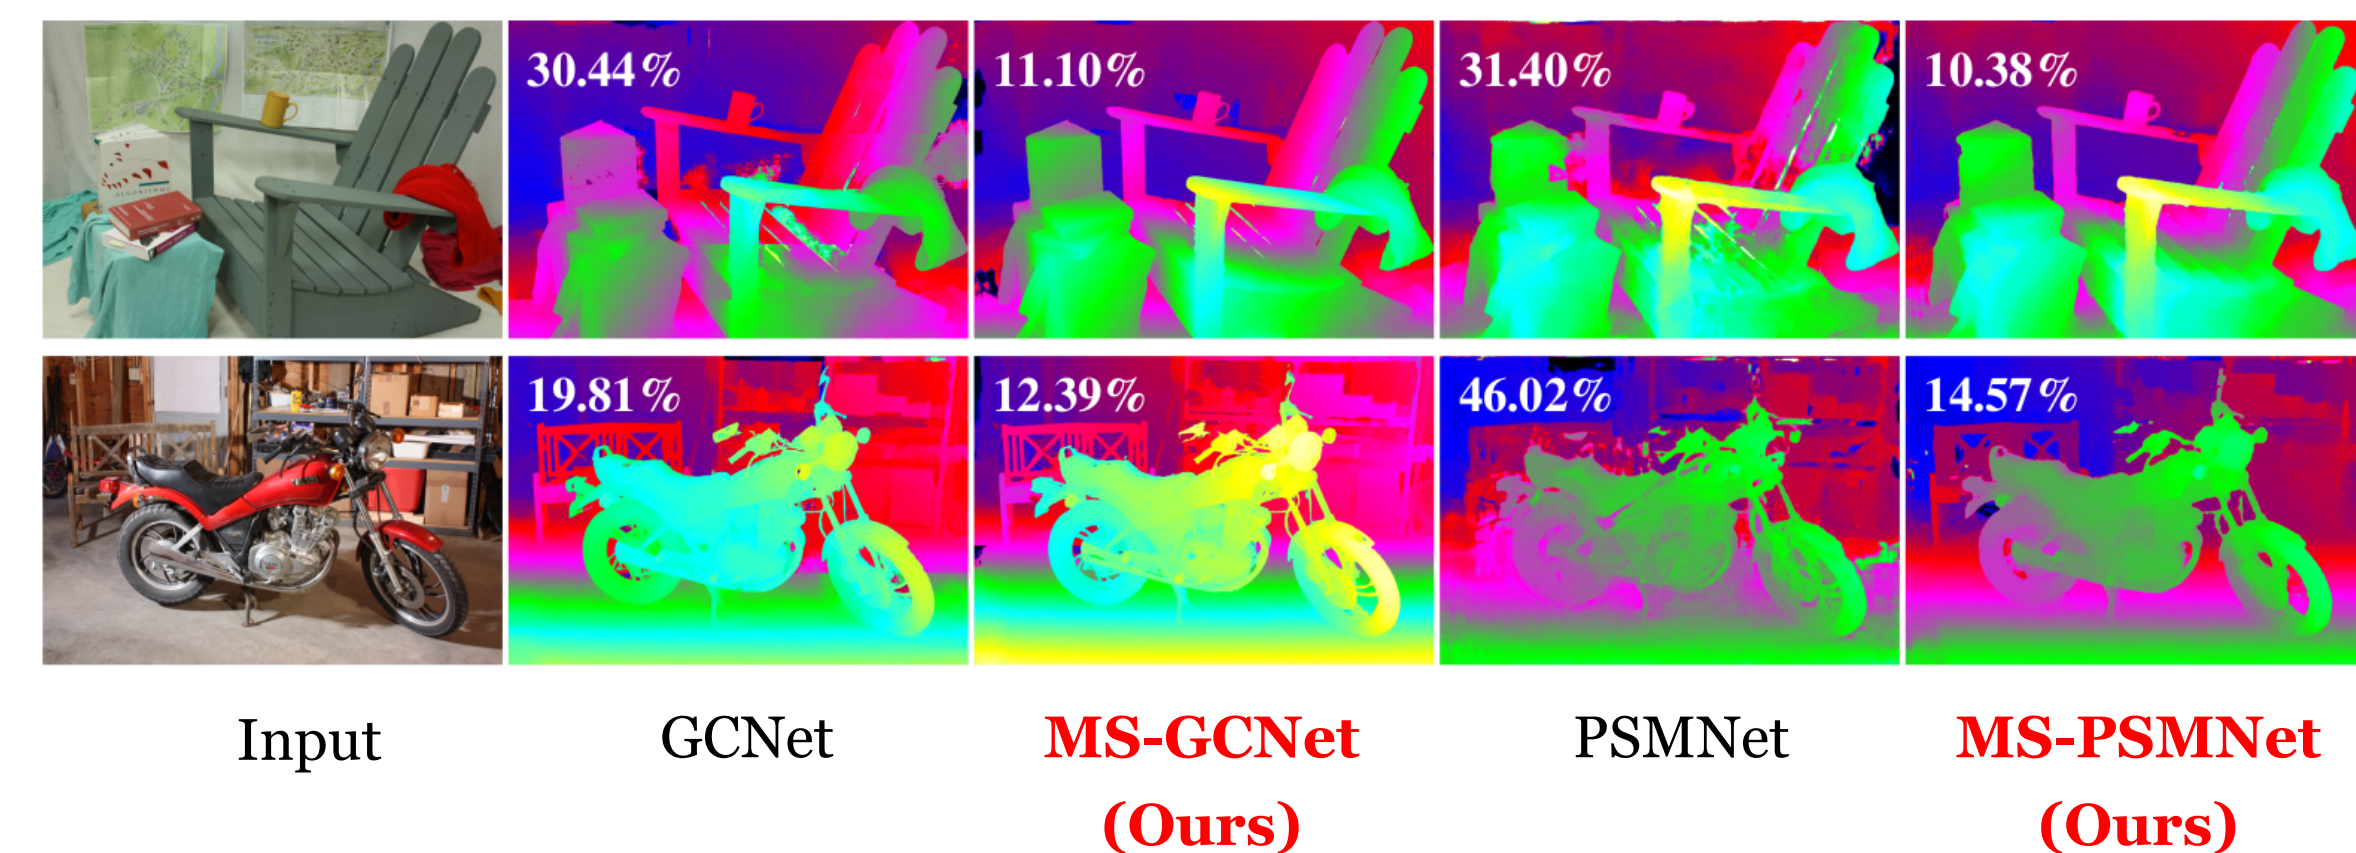 30.44%
11.10%
31.40%
10.38%
ALGORITHMS
19.81%
12.39%
46.02%
14.57%
Input
GCNet
MS-GCNet
(Ours)
PSMNet
MS-PSMNet
(Ours)